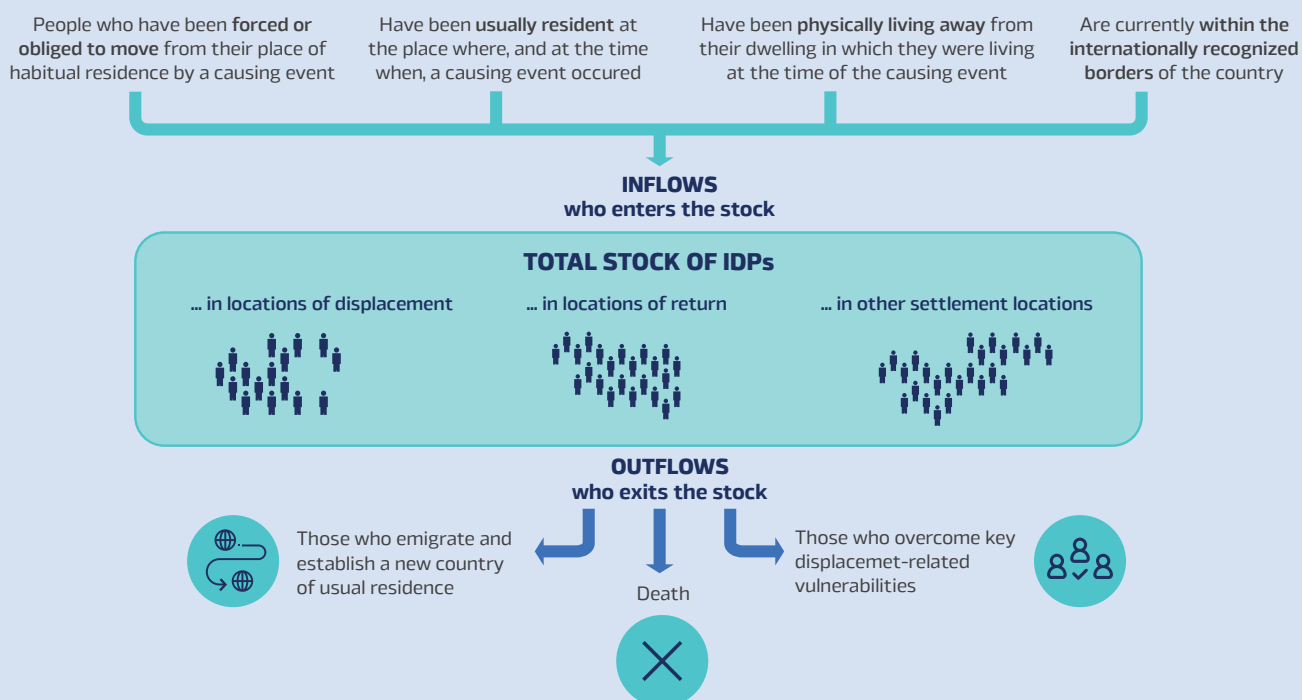 People who have been forced or
obliged to move from their place of
habitual residence by a causing event
Have been usually resident at
the place where, and at the time
when, a causing event occured
Have been physically living away from
their dwelling in which they were living
at the time of the causing event
Are currently within the
internationally recognized
borders of the country
INFLOWS
who enters the stock
TOTAL STOCK OF IDPs
... in locations of displacement
... in locations of return
... in other settlement locations
OUTFLOWS
who exits the stock
Those who emigrate and
establish a new country
of usual residence
Death
Those who overcome key
displacemet-related
vulnerabilities